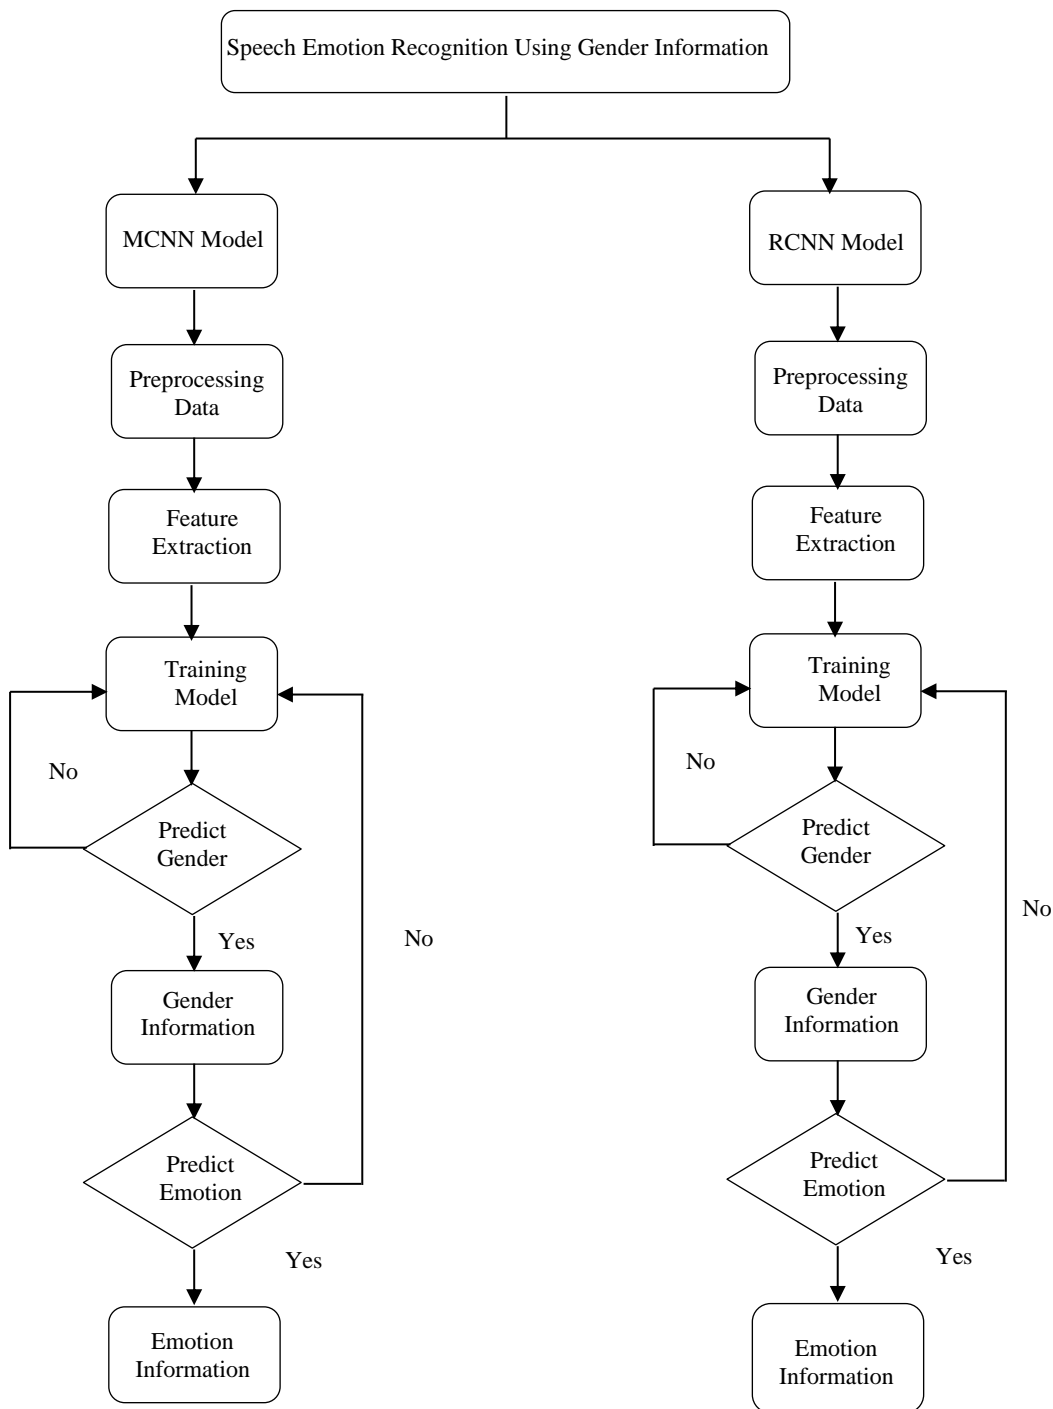 Speech Emotion Recognition Using Gender Information
MCNN Model
Preprocessing
Data
Feature
Extraction
Training
Model
No
Predict
Gender
Yes
No
Gender
Information
Predict
Emotion
Yes
Emotion
Information
RCNN Model
Preprocessing
Data
Feature
Extraction
Training
Model
No
Predict
Gender
No
Yes
Gender
Information
Predict
Emotion
Yes
Emotion
Information